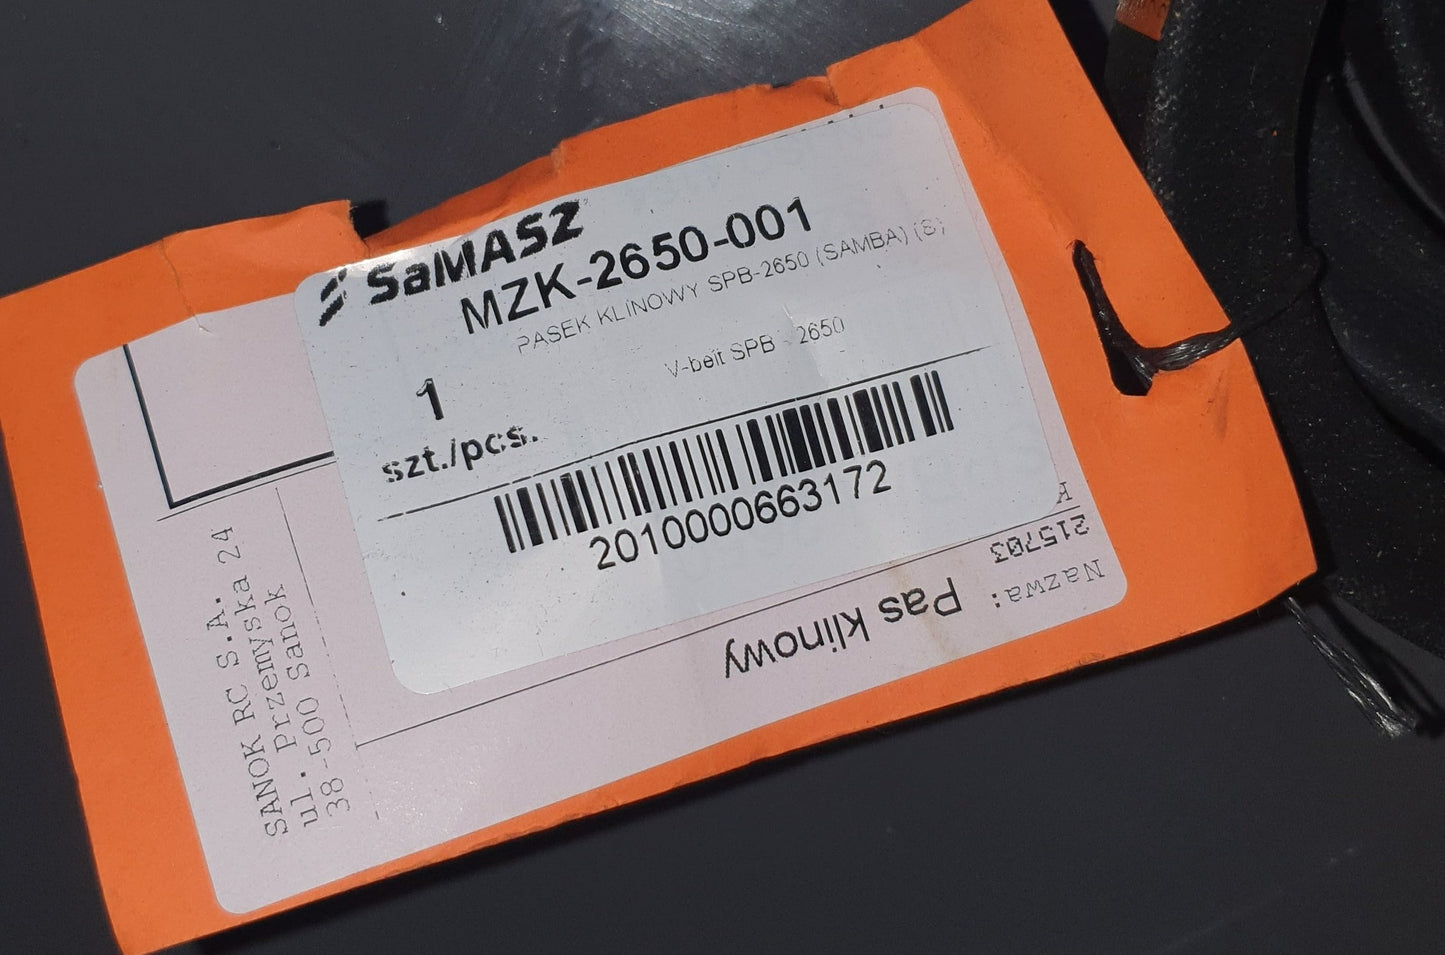 SaMASZ
MZK-2650-001
PASEK KLINOWY SPB-2650 (SAMBA) (S)
V-belt SPB - 2650
1
szt./pcs.
2010000663172
SANOK RC S.A.
ul. Przemyska 24
38-500 Sanok
215703
Nazwa: Pas klinowy